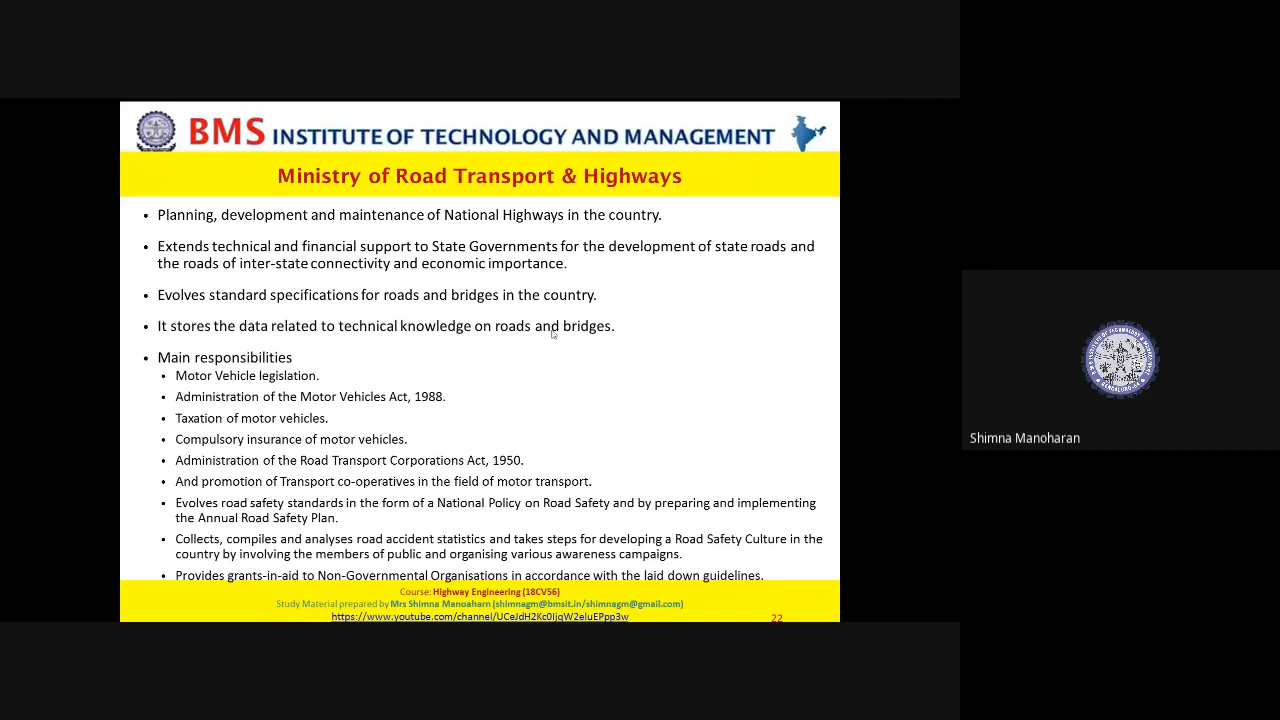 BMS INSTITUTE OF TECHNOLOGY AND MANAGEMENT
Ministry of Road Transport & Highways
• Planning, development and maintenance of National Highways in the country.
• Extends technical and financial support to State Governments for the development of state roads and
the roads of inter-state connectivity and economic importance.
• Evolves standard specifications for roads and bridges in the country.
• It stores the data related to technical knowledge on roads and bridges.
• Main responsibilities
• Motor Vehicle legislation.
• Administration of the Motor Vehicles Act, 1988.
• Taxation of motor vehicles.
• Compulsory insurance of motor vehicles.
• Administration of the Road Transport Corporations Act, 1950.
• And promotion of Transport co-operatives in the field of motor transport.
• Evolves road safety standards in the form of a National Policy on Road Safety and by preparing and implementing
the Annual Road Safety Plan.
• Collects, compiles and analyses road accident statistics and takes steps for developing a Road Safety Culture in the
country by involving the members of public and organising various awareness campaigns.
• Provides grants-in-aid to Non-Governmental Organisations in accordance with the laid down guidelines.
Course: Highway Engineering (18CV56)
Study Material prepared by Mrs Shimna Manoaharn (shimnagm@bmsit.in/shimnagm@gmail.com)
22
Shimna Manoharan